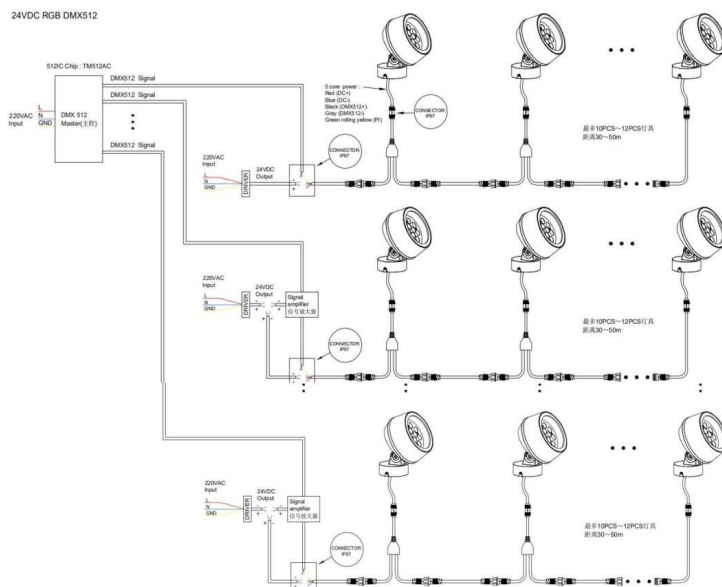 24VDC RGB DMX512
512IC Chip : TM512AC
DMX512 Signal
DMX512 Signal
DMX512 Signal
220VAC
Input
L
N
GND
DMX 512
Master(主控)
5 core power :
Red (DC+)
Blue (DC-)
Black (DMX512+)
Gray (DMX512-)
Green rolling yellow (PI)
CONNECTOR
IP67
CONNECTOR
IP67
最多10PCS～12PCS灯具
距离30～50m
220VAC
Input
L
N
GND
DRIVER
24VDC
Output
220VAC
Input
L
N
GND
DRIVER
24VDC
Output
Signal
amplifier
信号放大器
CONNECTOR
IP67
最多10PCS～12PCS灯具
距离30～50m
220VAC
Input
L
N
GND
DRIVER
24VDC
Output
Signal
amplifier
信号放大器
CONNECTOR
IP67
最多10PCS～12PCS灯具
距离30～50m